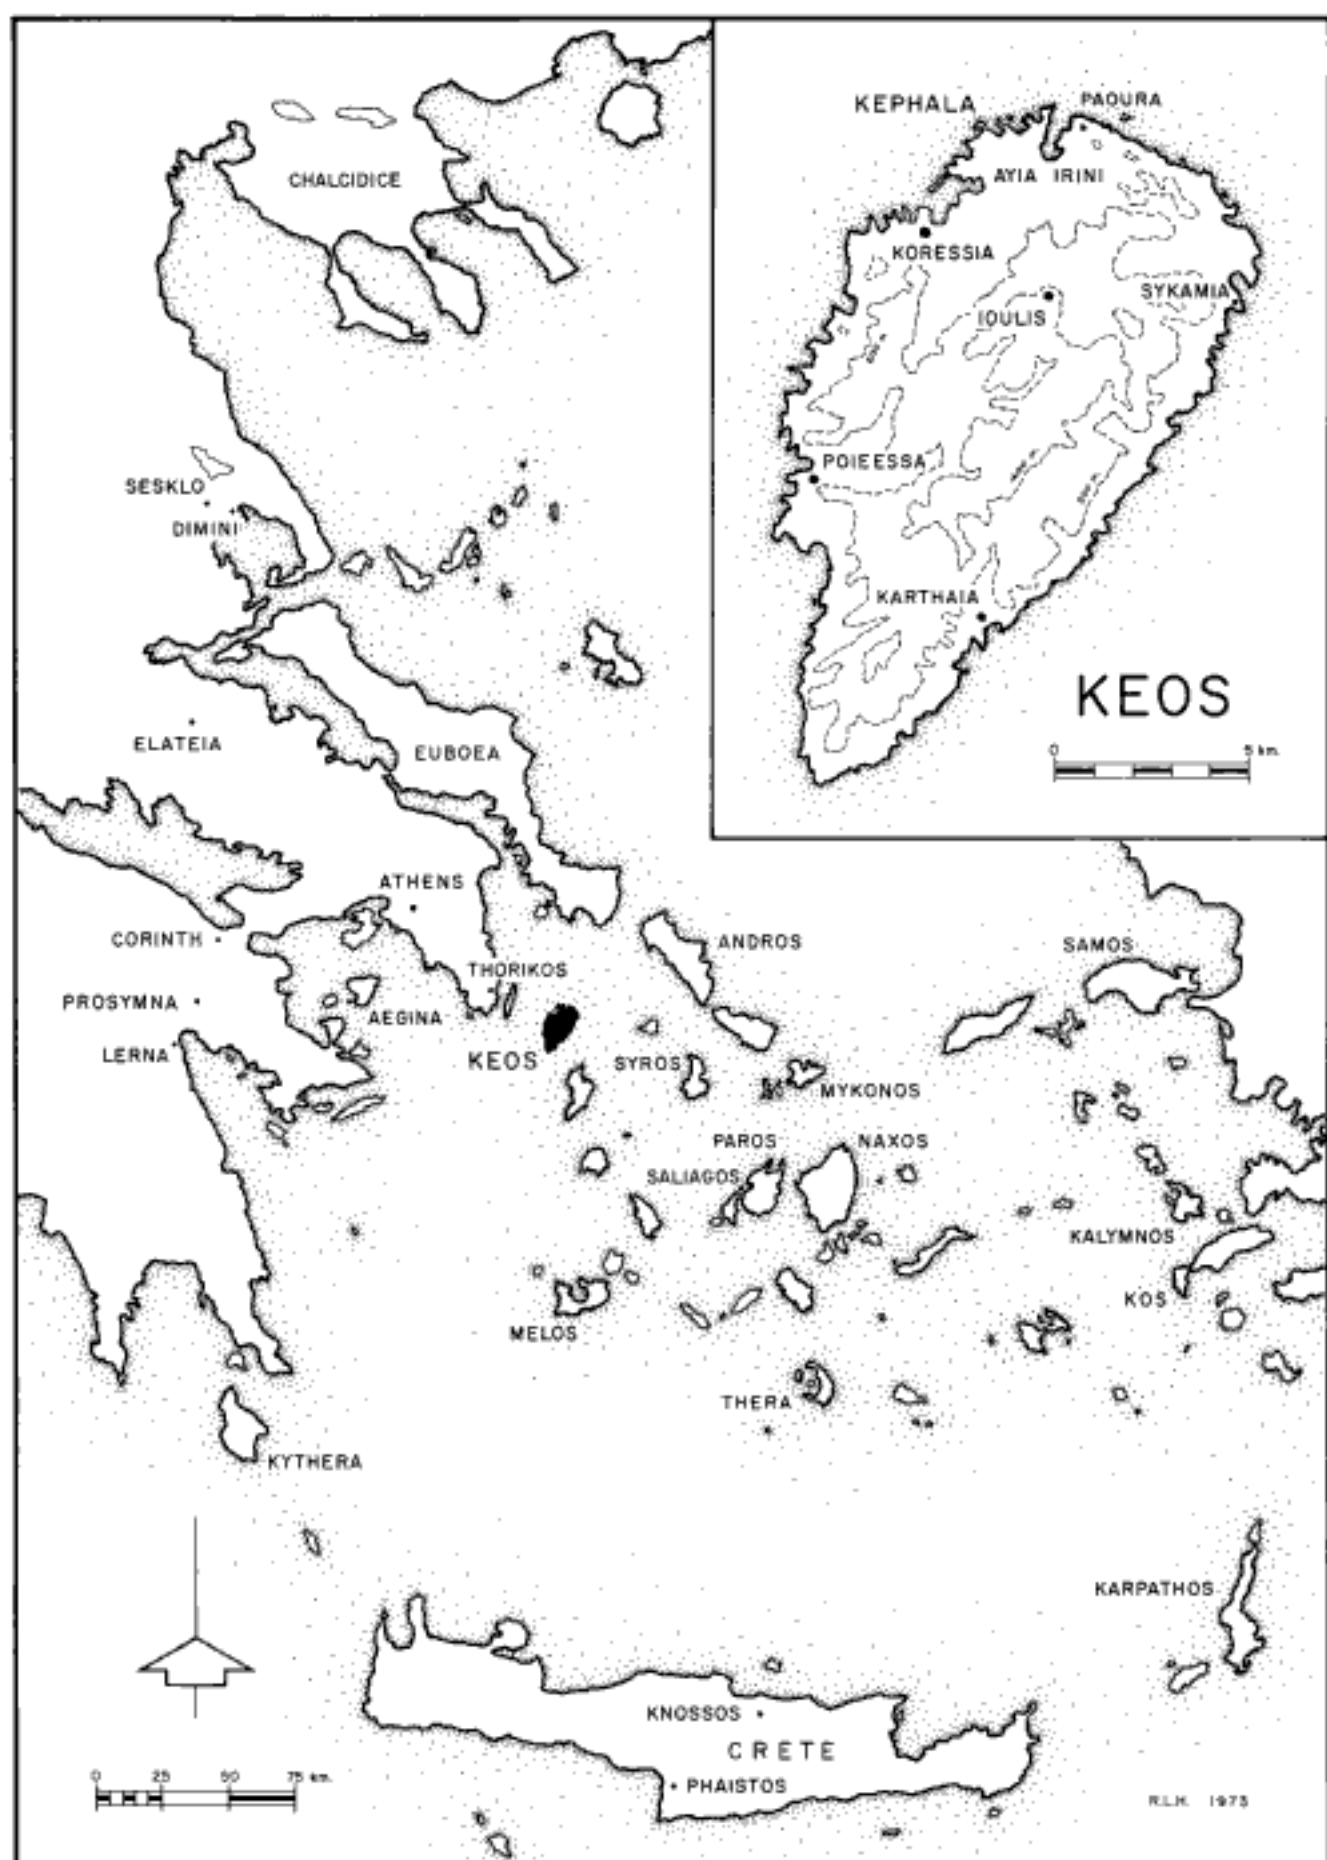 KEPHALA
PAOURA
AYIA IRINI
KORESSIA
SYKAMIA
IOULIS
POIEESSA
KARTHAIA
KEOS
0 5 km.
CHALCIDICE
SESKLO
DIMINI
ELATEIA
EUBOEA
ATHENS
CORINTH
THORIKOS
PROSYMNA
AEGINA
LERNA
KEOS
ANDROS
SAMOS
SYROS
MYKONOS
PAROS
NAXOS
SALIAGOS
KALYMNOS
KOS
MELOS
THERA
KYTHERA
KARPATHOS
KNOSSOS
CRETE
PHAISTOS
0 25 50 75 km.
R.L.H. 1973